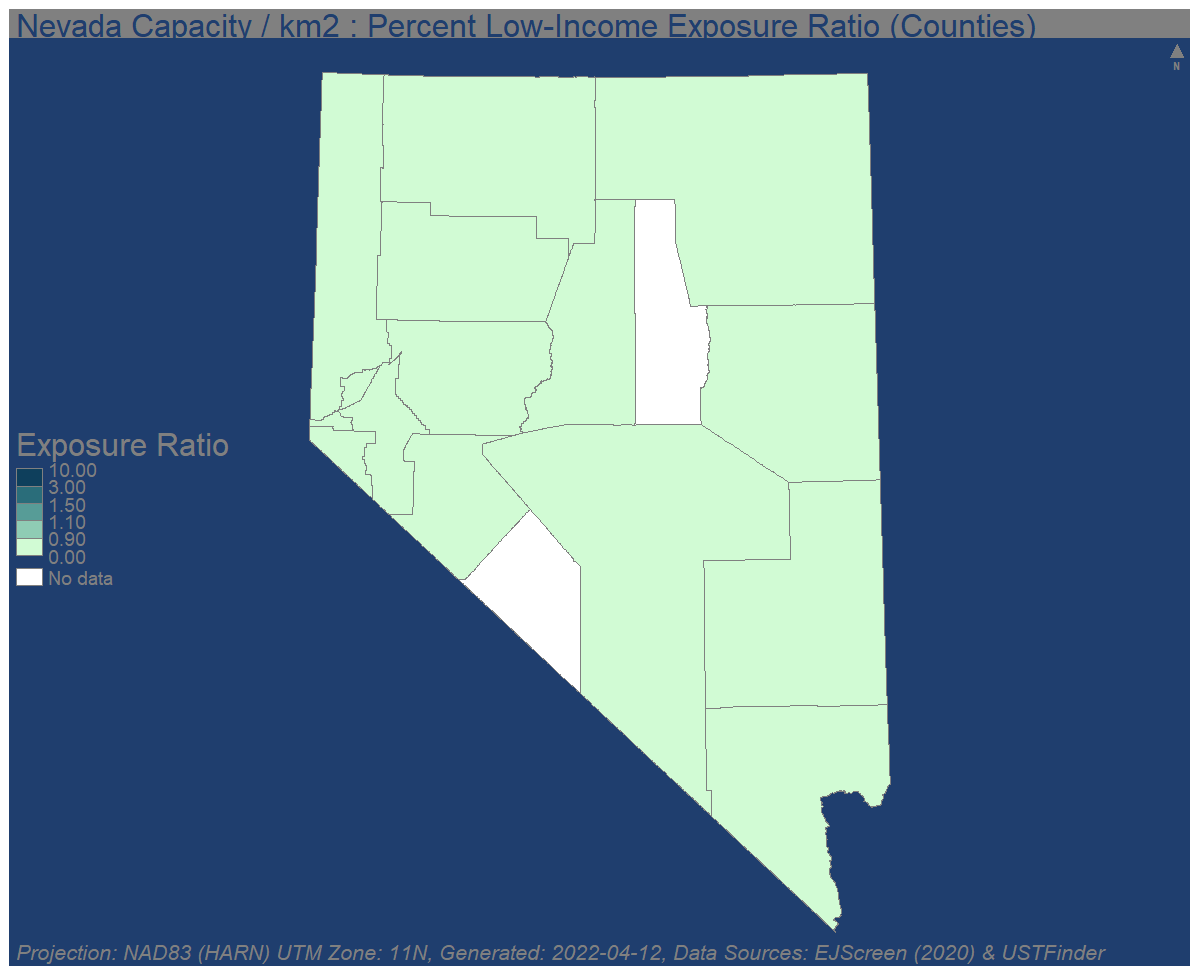 Nevada Capacity / km2 : Percent Low-Income Exposure Ratio (Counties)
N
Exposure Ratio
10.00
3.00
1.50
1.10
0.90
0.00
No data
Projection: NAD83 (HARN) UTM Zone: 11N, Generated: 2022-04-12, Data Sources: EJScreen (2020) & USTFinder